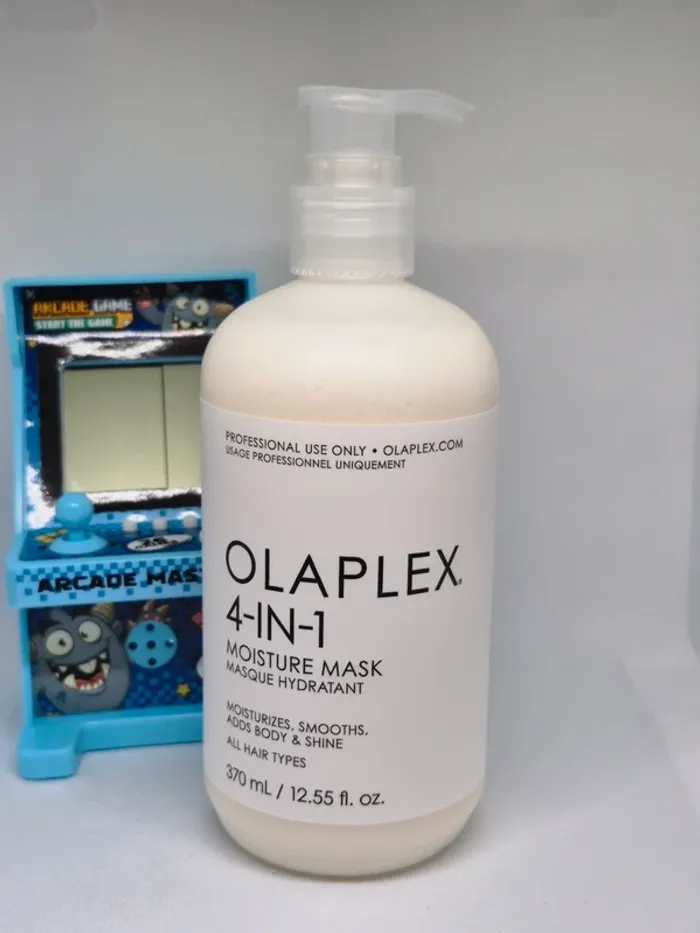 ARCADE GAME
START THE GAME
ARCADE MAS
PROFESSIONAL USE ONLY • OLAPLEX.COM
USAGE PROFESSIONNEL UNIQUEMENT
OLAPLEX
4-IN-1
MOISTURE MASK
MASQUE HYDRATANT
MOISTURIZES, SMOOTHS,
ADDS BODY & SHINE
ALL HAIR TYPES
370 mL / 12.55 fl. oz.